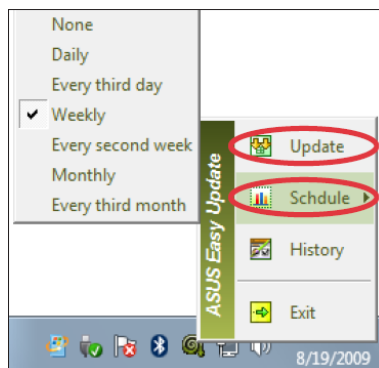 None
Daily
Every third day
Weekly
Every second week
Monthly
Every third month
ASUS Easy Update
Update
Schdule
History
Exit
8/19/2009